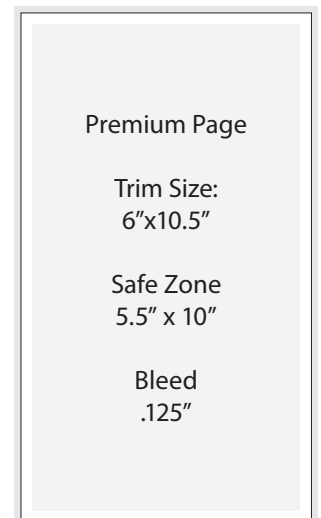 Premium Page
Trim Size:
6”x10.5”
Safe Zone
5.5” x 10”
Bleed
.125”